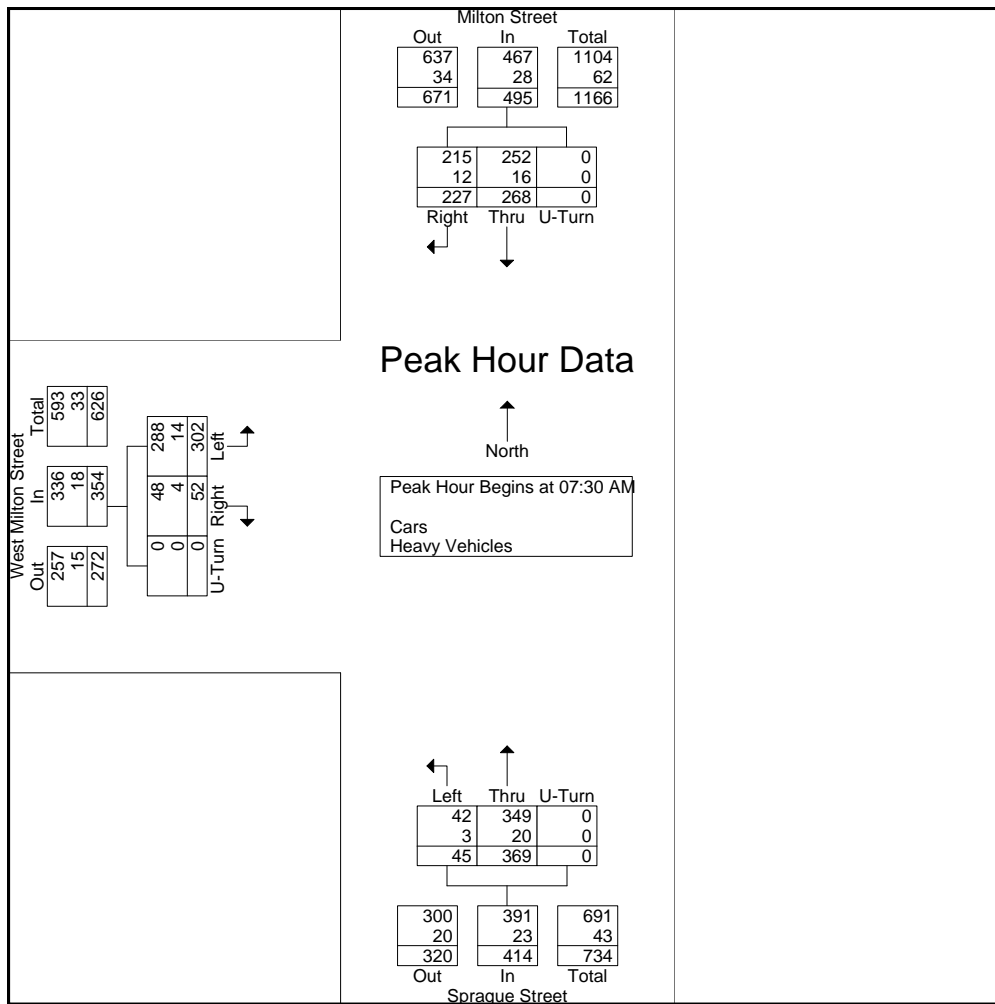 Milton Street
Out In Total
637 467 1104
34 28 62
671 495 1166
215 252 0
12 16 0
227 268 0
Right Thru U-Turn
Peak Hour Data
North
Peak Hour Begins at 07:30 AM
Cars
Heavy Vehicles
West Milton Street
Out In Total
257 336 593
15 18 33
272 354 626
0 48 288
0 4 14
0 52 302
U-Turn Right Left
Left Thru U-Turn
42 349 0
3 20 0
45 369 0
300 391 691
20 23 43
320 414 734
Out In Total
Sprague Street